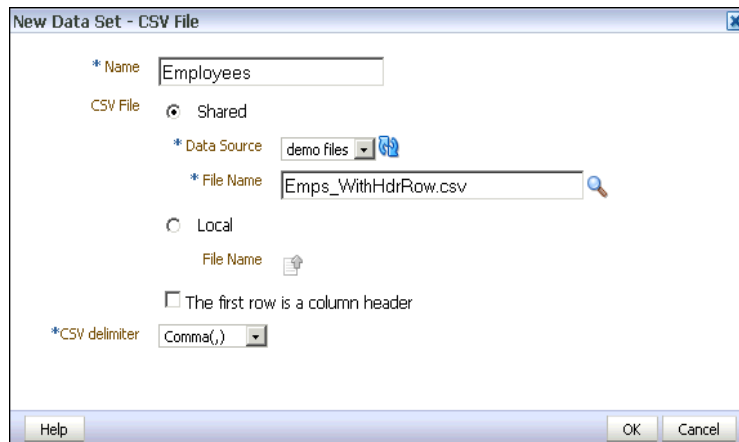 New Data Set - CSV File
* Name Employees
CSV File Shared
* Data Source demo files
* File Name Emps_WithHdrRow.csv
Local
File Name
The first row is a column header
*CSV delimiter Comma(,)
Help OK Cancel